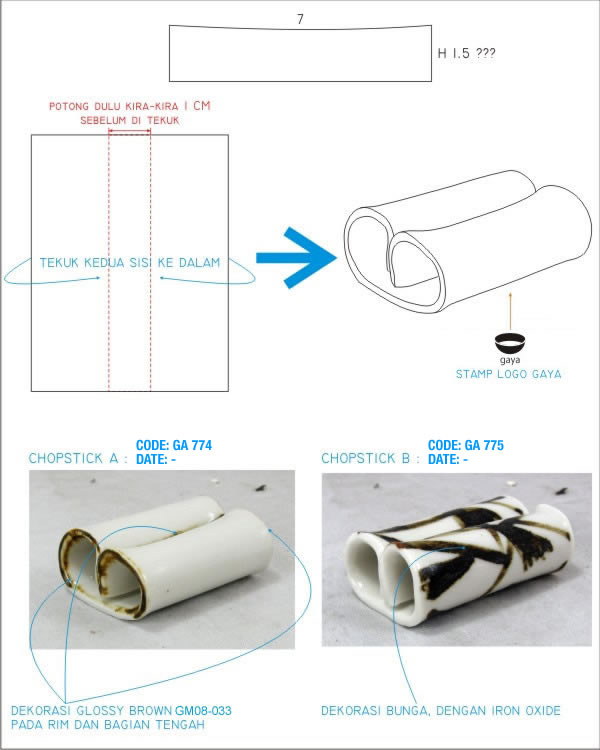 7
H 1.5 ???
POTONG DULU KIRA-KIRA 1 CM
SEBELUM DI TEKUK
TEKUK KEDUA SISI KE DALAM
gaya
STAMP LOGO GAYA
CHOPSTICK A :
CODE: GA 774
DATE: -
CHOPSTICK B :
CODE: GA 775
DATE: -
DEKORASI GLOSSY BROWN GM08-033
PADA RIM DAN BAGIAN TENGAH
DEKORASI BUNGA, DENGAN IRON OXIDE